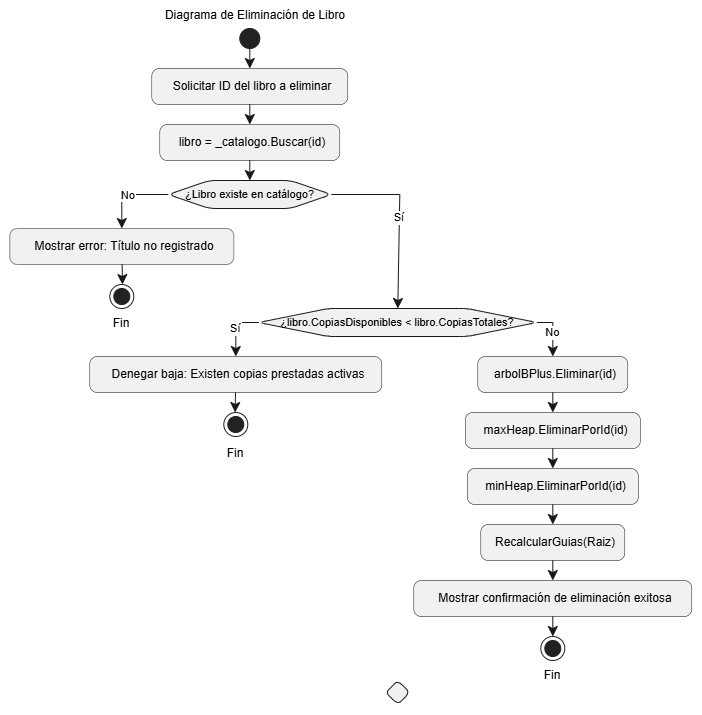 Diagrama de Eliminación de Libro
Solicitar ID del libro a eliminar
libro = _catalogo.Buscar(id)
¿Libro existe en catálogo?
No
Sí
Mostrar error: Título no registrado
Fin
¿libro.CopiasDisponibles < libro.CopiasTotales?
Sí
No
Denegar baja: Existen copias prestadas activas
Fin
arbolBPlus.Eliminar(id)
maxHeap.EliminarPorId(id)
minHeap.EliminarPorId(id)
RecalcularGuias(Raiz)
Mostrar confirmación de eliminación exitosa
Fin